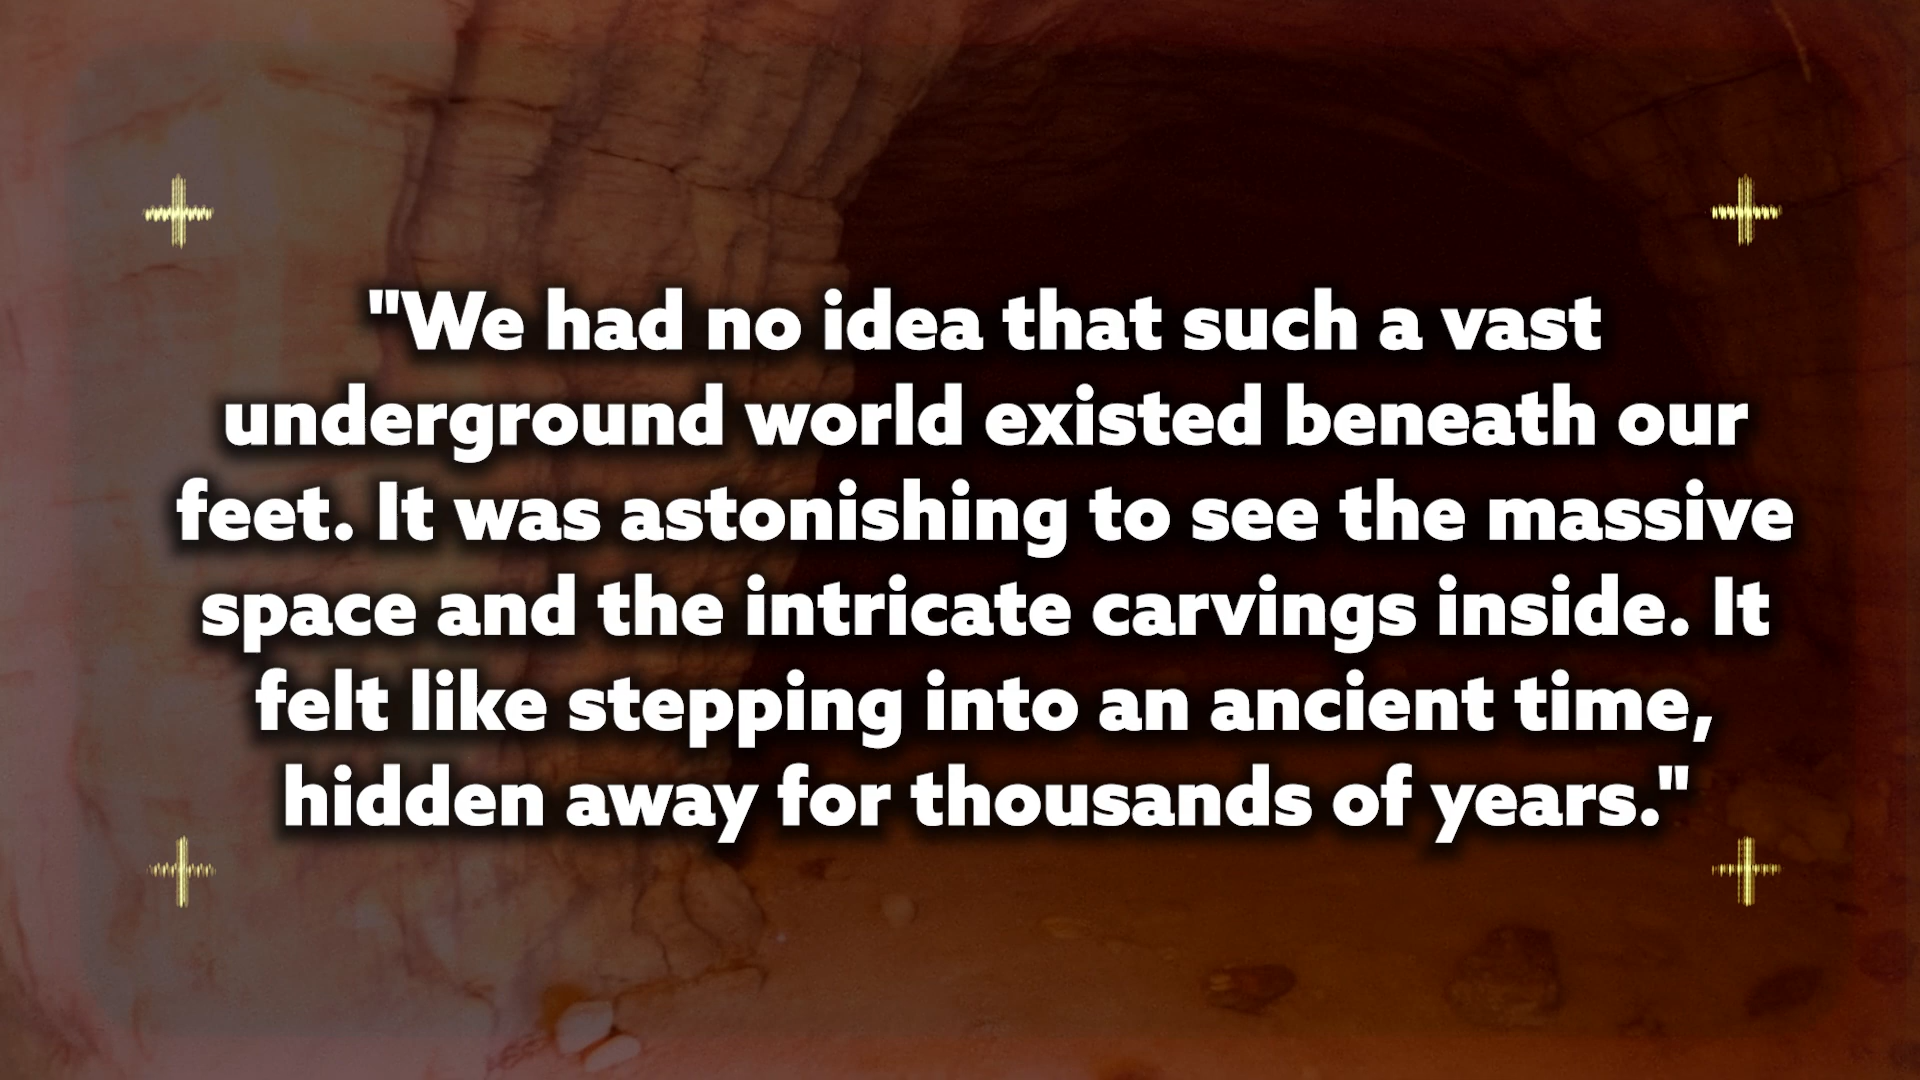 "We had no idea that such a vast
underground world existed beneath our
feet. It was astonishing to see the massive
space and the intricate carvings inside. It
felt like stepping into an ancient time,
hidden away for thousands of years."